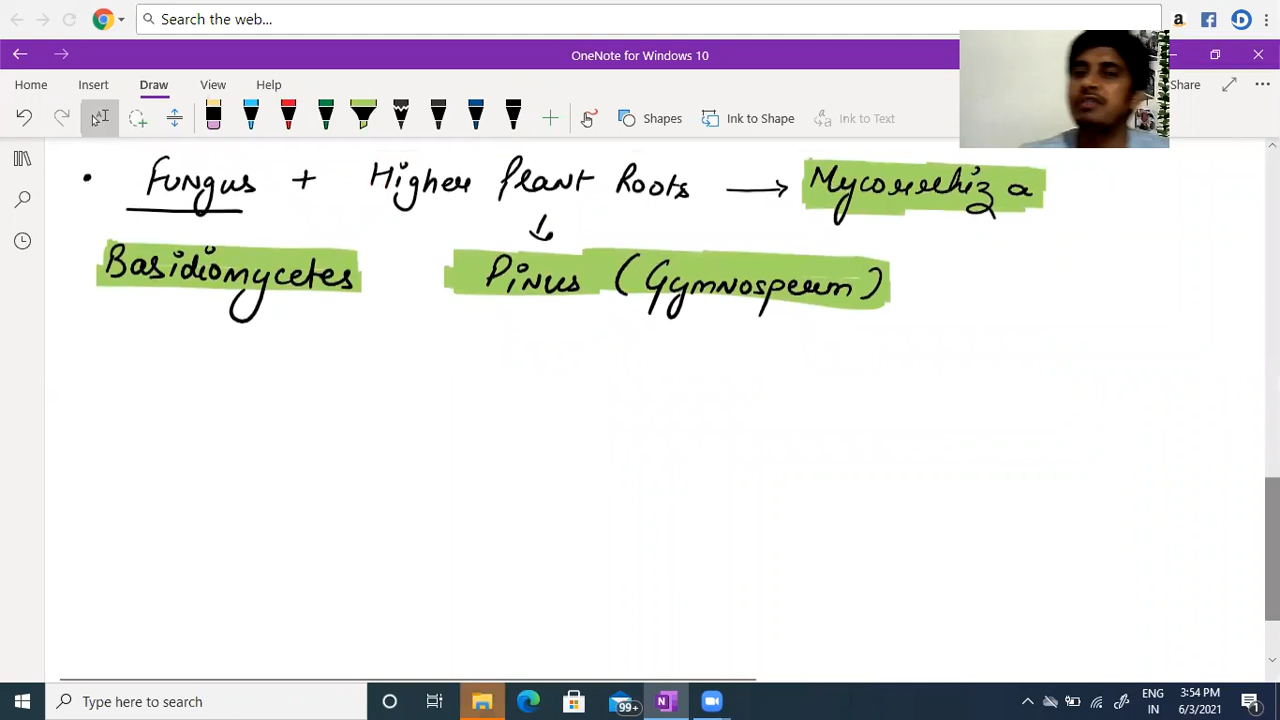 Search the web...
OneNote for Windows 10
Home Insert Draw View Help Share
Shapes Ink to Shape Ink to Text
• Fungus + Higher Plant Roots → Mycorrhiza
↓
Basidiomycetes Pinus (Gymnosperm)
Type here to search
99+
ENG
IN
3:54 PM
6/3/2021
1